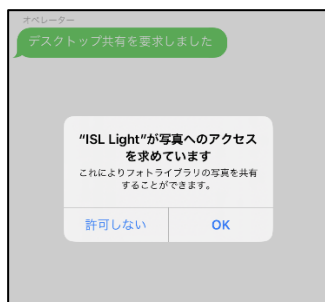 オペレーター
デスクトップ共有を要求しました
"ISL Light"が写真へのアクセス
を求めています
これによりフォトライブラリの写真を共有
することができます。
許可しない
OK